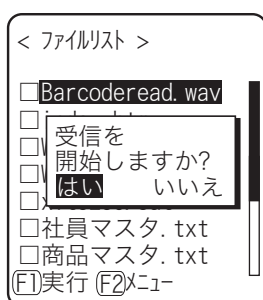 < ﾌｧｲﾙﾘｽﾄ >
□Barcoderead.wav
受信を
開始しますか?
はい いいえ
□社員マスタ.txt
□商品マスタ.txt
F1実行 F2ﾒﾆｭｰ